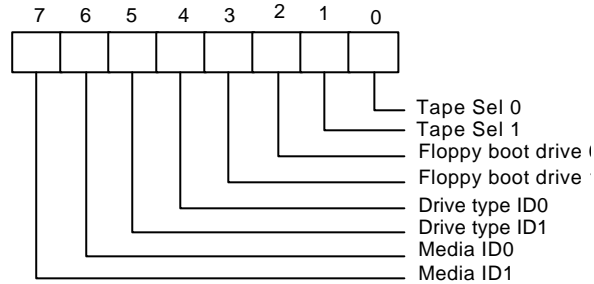 7 6 5 4 3 2 1 0
Tape Sel 0
Tape Sel 1
Floppy boot drive
Floppy boot drive
Drive type ID0
Drive type ID1
Media ID0
Media ID1